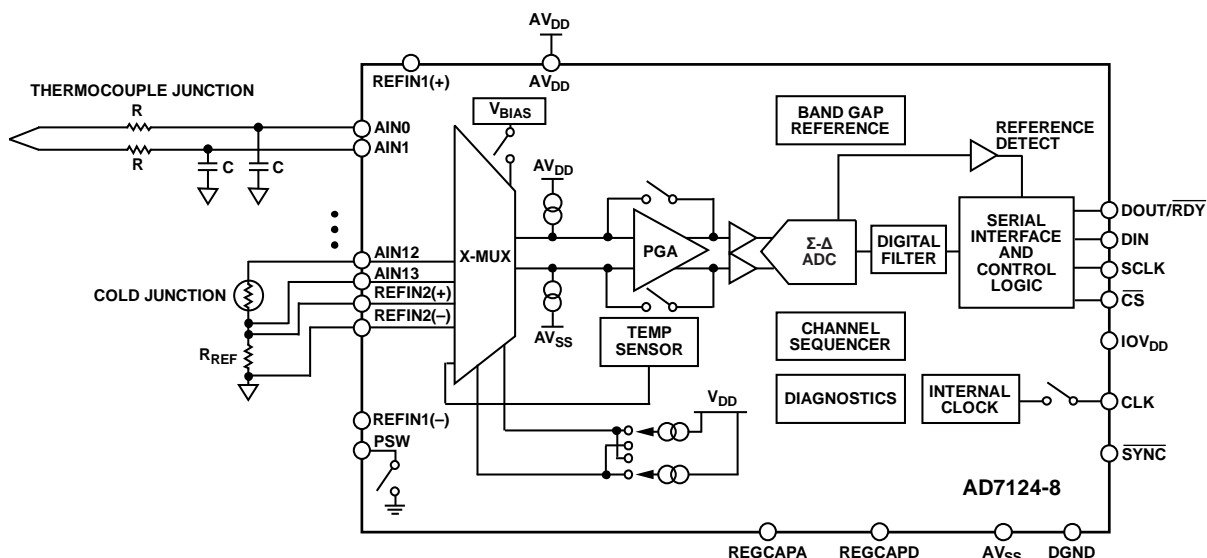 AVDD
REFIN1(+)
AVDD
THERMOCOUPLE JUNCTION
R
R
C
C
AIN0
AIN1
VBIAS
BAND GAP
REFERENCE
REFERENCE
DETECT
AVDD
X-MUX
PGA
Σ-Δ
ADC
DIGITAL
FILTER
SERIAL
INTERFACE
AND
CONTROL
LOGIC
DOUT/RDY
DIN
SCLK
CS
IOVDD
CLK
SYNC
AIN12
AIN13
REFIN2(+)
REFIN2(–)
COLD JUNCTION
RREF
AVSS
TEMP
SENSOR
CHANNEL
SEQUENCER
DIAGNOSTICS
INTERNAL
CLOCK
VDD
REFIN1(–)
PSW
AD7124-8
REGCAPA
REGCAPD
AVSS
DGND